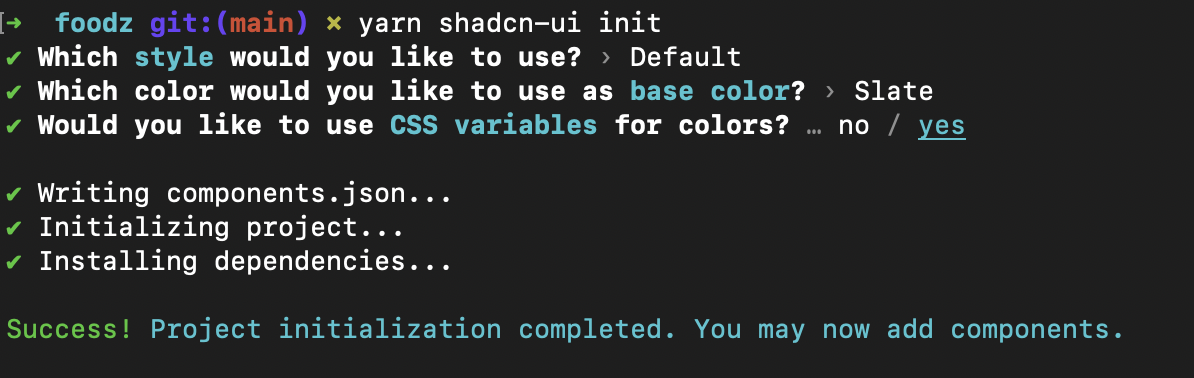 ➜ foodz git:(main) ✖ yarn shadcn-ui init
✔ Which style would you like to use? › Default
✔ Which color would you like to use as base color? › Slate
✔ Would you like to use CSS variables for colors? … no / yes
✔ Writing components.json...
✔ Initializing project...
✔ Installing dependencies...
Success! Project initialization completed. You may now add components.